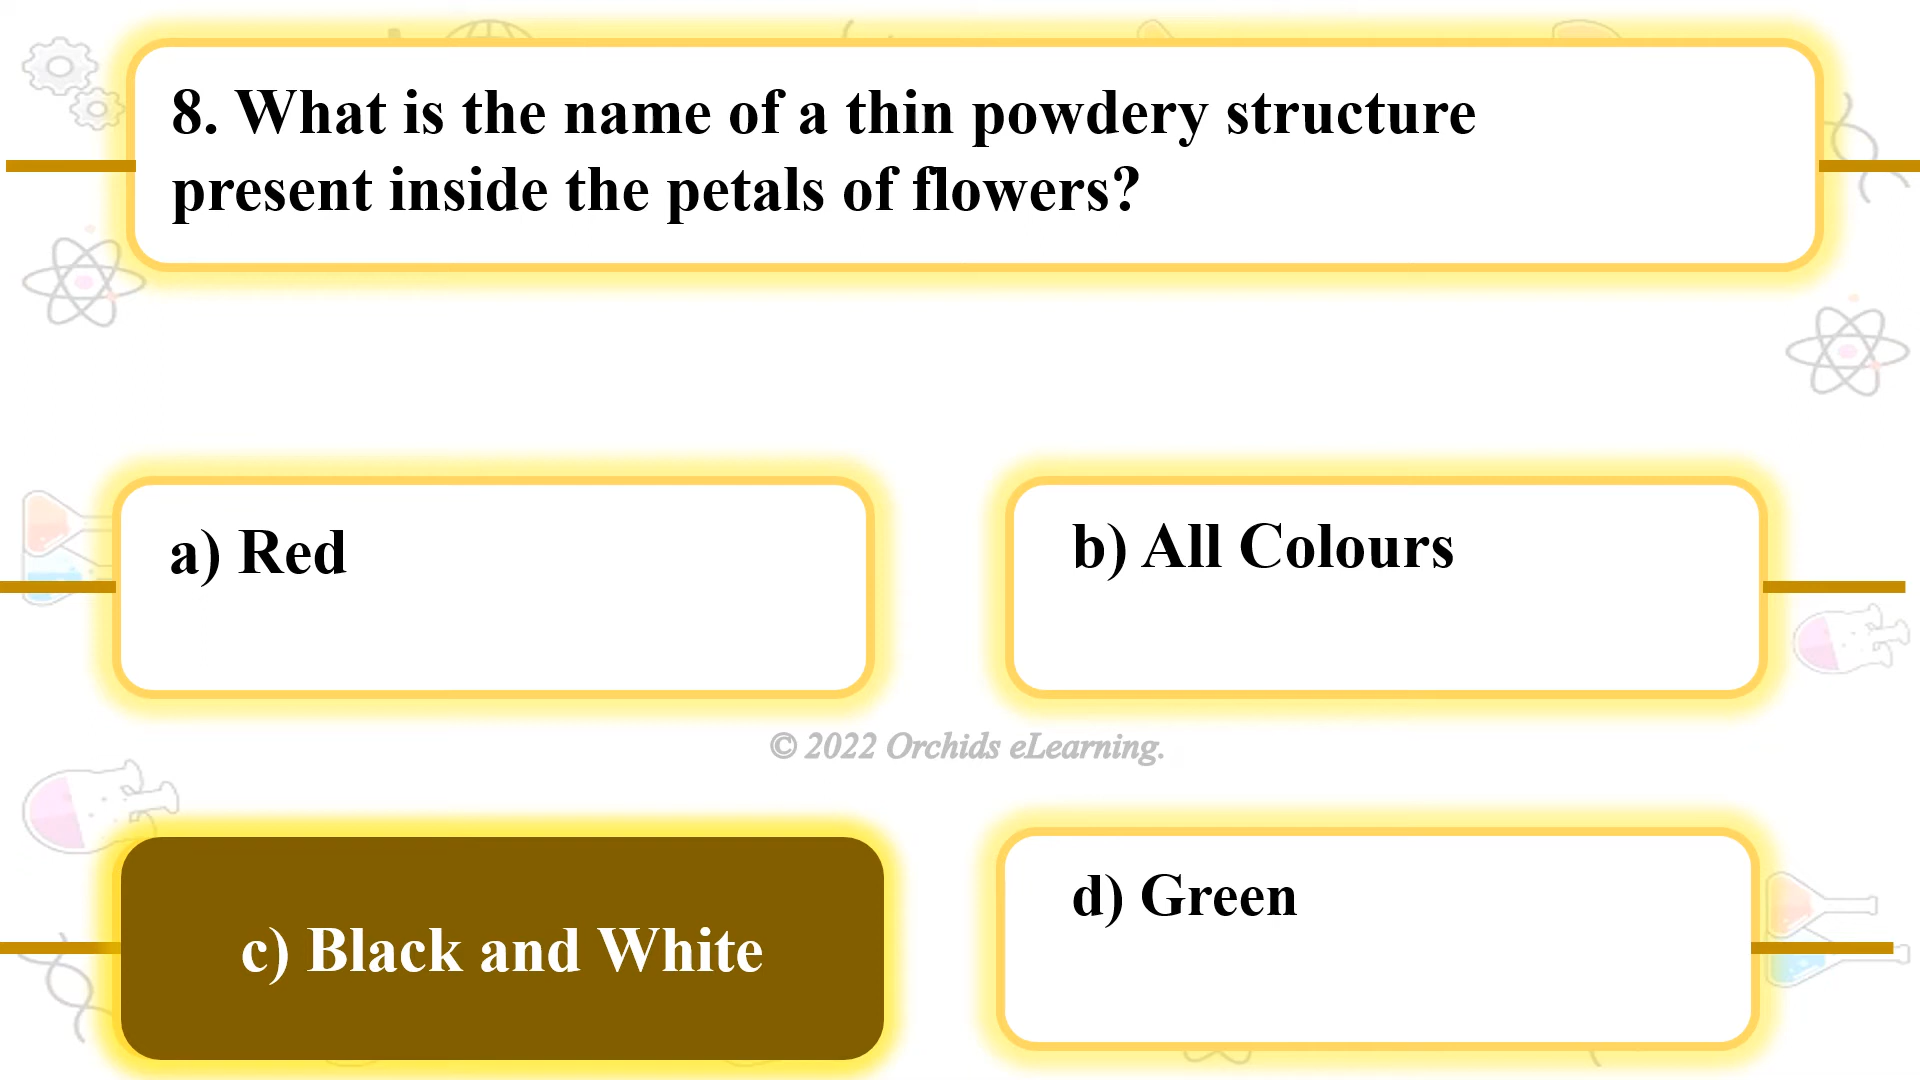 8. What is the name of a thin powdery structure
present inside the petals of flowers?
a) Red
b) All Colours
© 2022 Orchids eLearning.
c) Black and White
d) Green